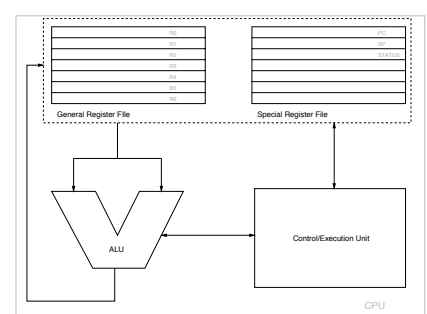 R0
R1
R2
R3
R4
R5
R6
PC
SP
STATUS
General Register File
Special Register File
ALU
Control/Execution Unit
CPU